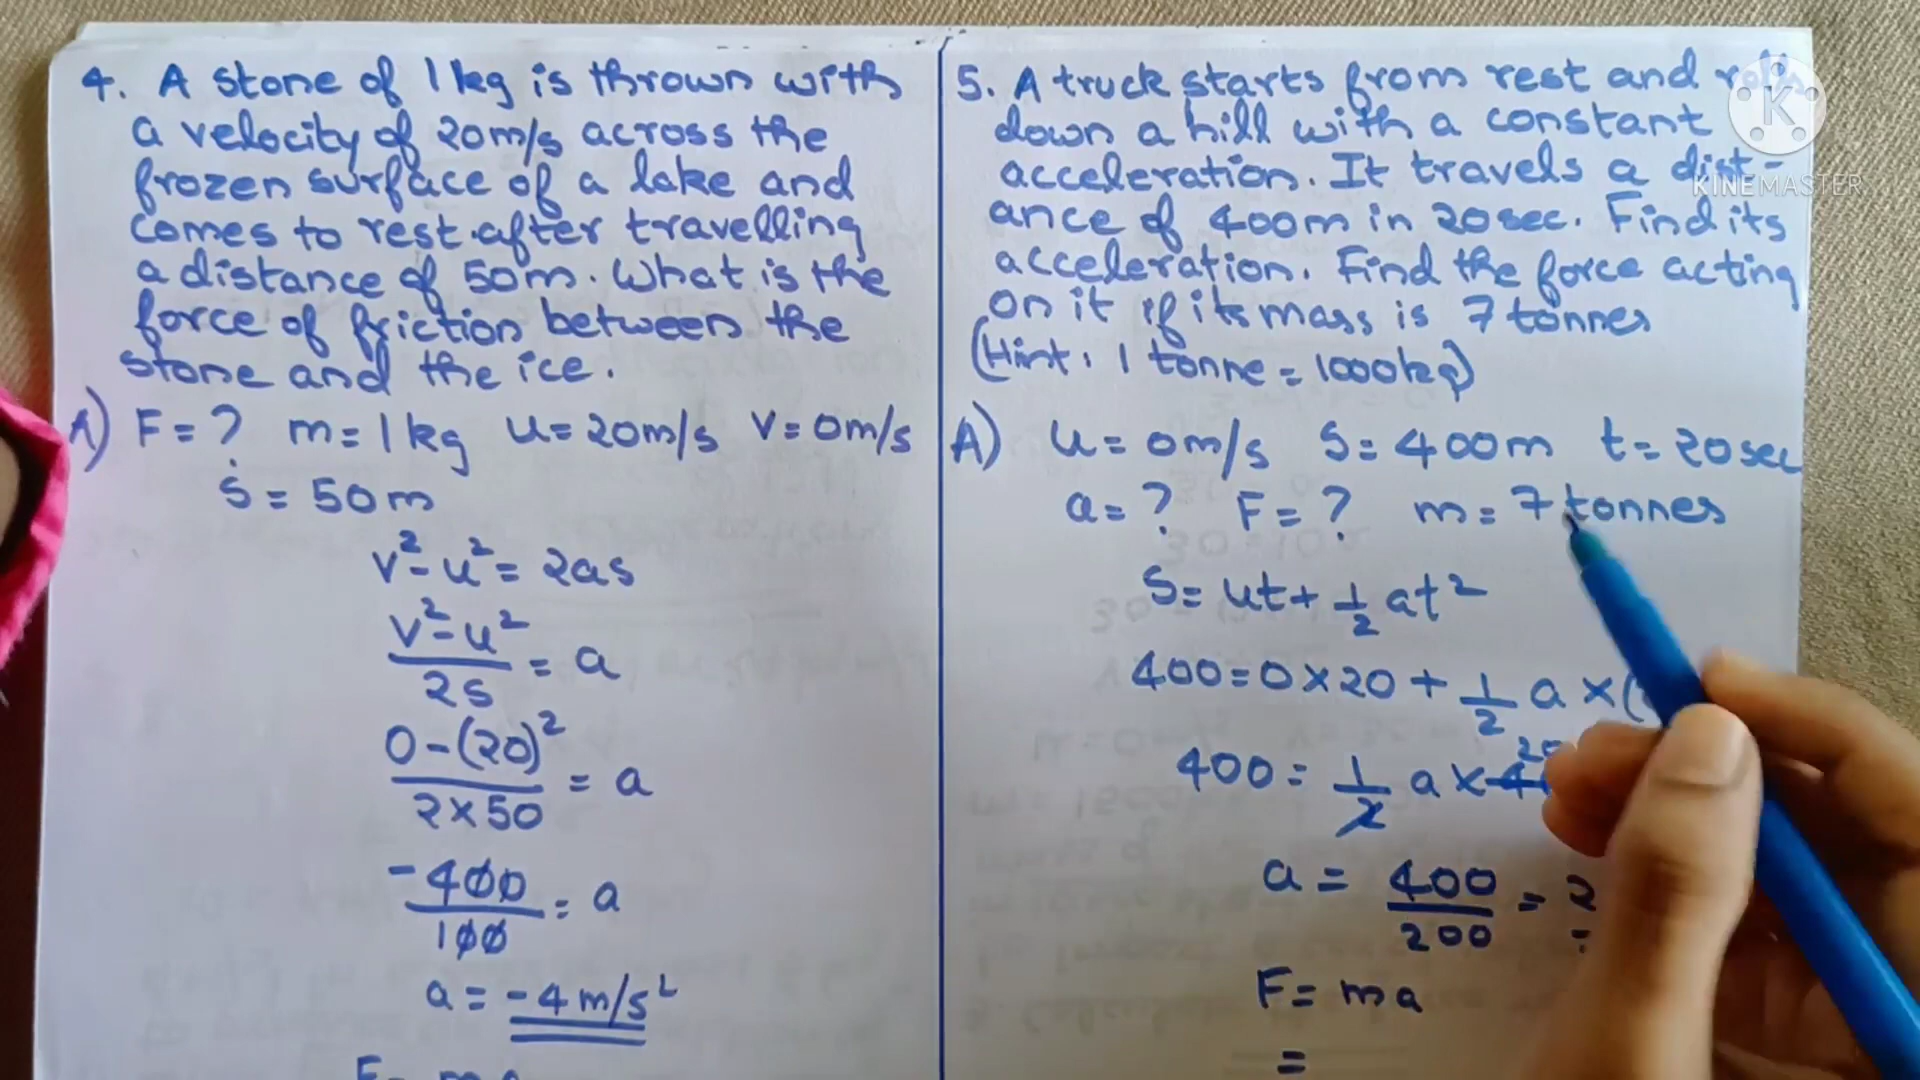 4. A stone of 1kg is thrown with
a velocity of 20m/s across the
frozen surface of a lake and
comes to rest after travelling
a distance of 50m. What is the
force of friction between the
stone and the ice.
A) F = ? m = 1kg u = 20m/s v = 0m/s
s = 50m
v² - u² = 2as
v² - u² / 2s = a
0 - (20)² / 2 × 50 = a
-400 / 100 = a
a = -4 m/s²
5. A truck starts from rest and rolls
down a hill with a constant
acceleration. It travels a dist-
ance of 400m in 20sec. Find its
acceleration. Find the force acting
on it if its mass is 7 tonnes
(Hint: 1 tonne = 1000kg)
A) u = 0m/s s = 400m t = 20sec
a = ? F = ? m = 7 tonnes
s = ut + 1/2 at²
400 = 0 × 20 + 1/2 a × (
400 = 1/2 a ×
a = 400 / 200 = 2
F = ma
=
K
KINEMASTER